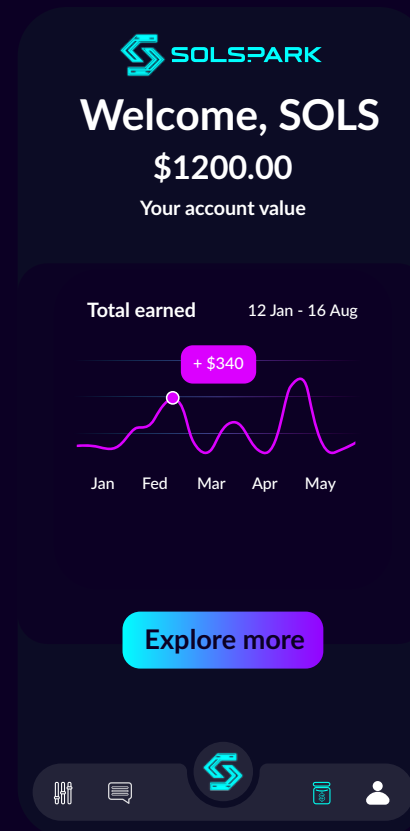 SOLSPARK
Welcome, SOLS
$1200.00
Your account value
Total earned 12 Jan - 16 Aug
+ $340
Jan Fed Mar Apr May
Explore more